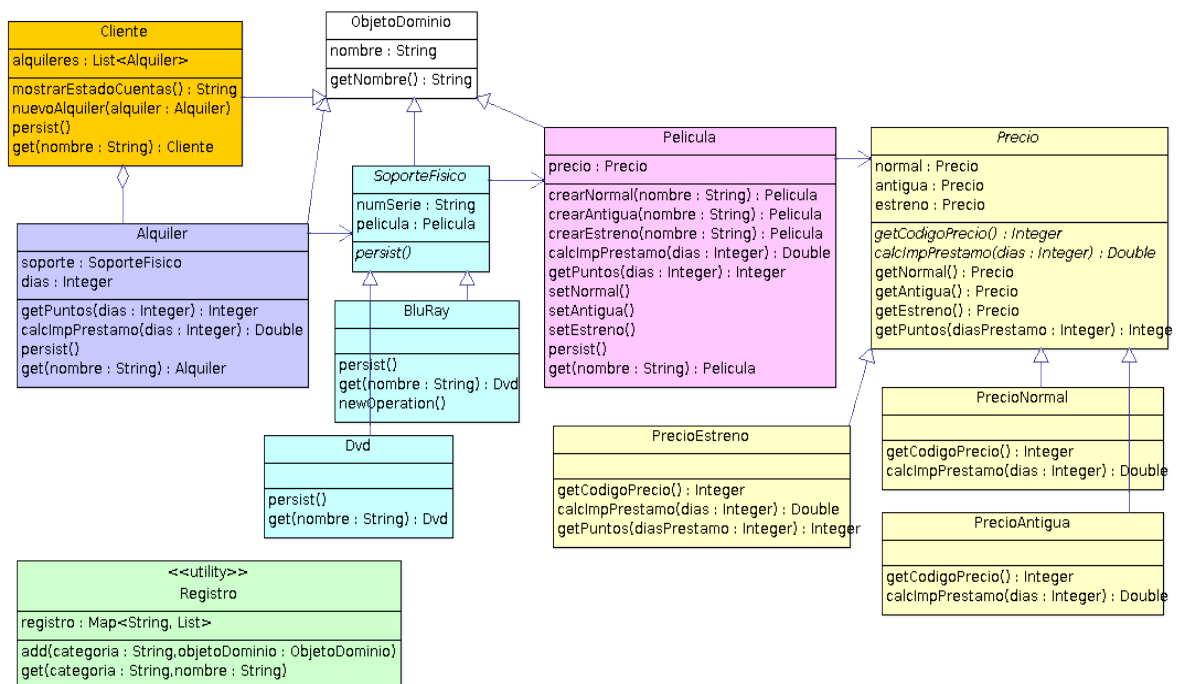 Cliente
alquileres : List<Alquiler>
mostrarEstadoCuentas() : String
nuevoAlquiler(alquiler : Alquiler)
persist()
get(nombre : String) : Cliente
ObjetoDominio
nombre : String
getNombre() : String
Alquiler
soporte : SoporteFisico
dias : Integer
getPuntos(dias : Integer) : Integer
calcImpPrestamo(dias : Integer) : Double
persist()
get(nombre : String) : Alquiler
SoporteFisico
numSerie : String
pelicula : Pelicula
persist()
BluRay
persist()
get(nombre : String) : Dvd
newOperation()
Dvd
persist()
get(nombre : String) : Dvd
Pelicula
precio : Precio
crearNormal(nombre : String) : Pelicula
crearAntigua(nombre : String) : Pelicula
crearEstreno(nombre : String) : Pelicula
calcImpPrestamo(dias : Integer) : Double
getPuntos(dias : Integer) : Integer
setNormal()
setAntigua()
setEstreno()
persist()
get(nombre : String) : Pelicula
Precio
normal : Precio
antigua : Precio
estreno : Precio
getCodigoPrecio() : Integer
calcImpPrestamo(dias : Integer) : Double
getNormal() : Precio
getAntigua() : Precio
getEstreno() : Precio
getPuntos(diasPrestamo : Integer) : Intege
PrecioEstreno
getCodigoPrecio() : Integer
calcImpPrestamo(dias : Integer) : Double
getPuntos(diasPrestamo : Integer) : Integer
PrecioNormal
getCodigoPrecio() : Integer
calcImpPrestamo(dias : Integer) : Double
PrecioAntigua
getCodigoPrecio() : Integer
calcImpPrestamo(dias : Integer) : Double
<<utility>>
Registro
registro : Map<String, List>
add(categoria : String,objetoDominio : ObjetoDominio)
get(categoria : String,nombre : String)